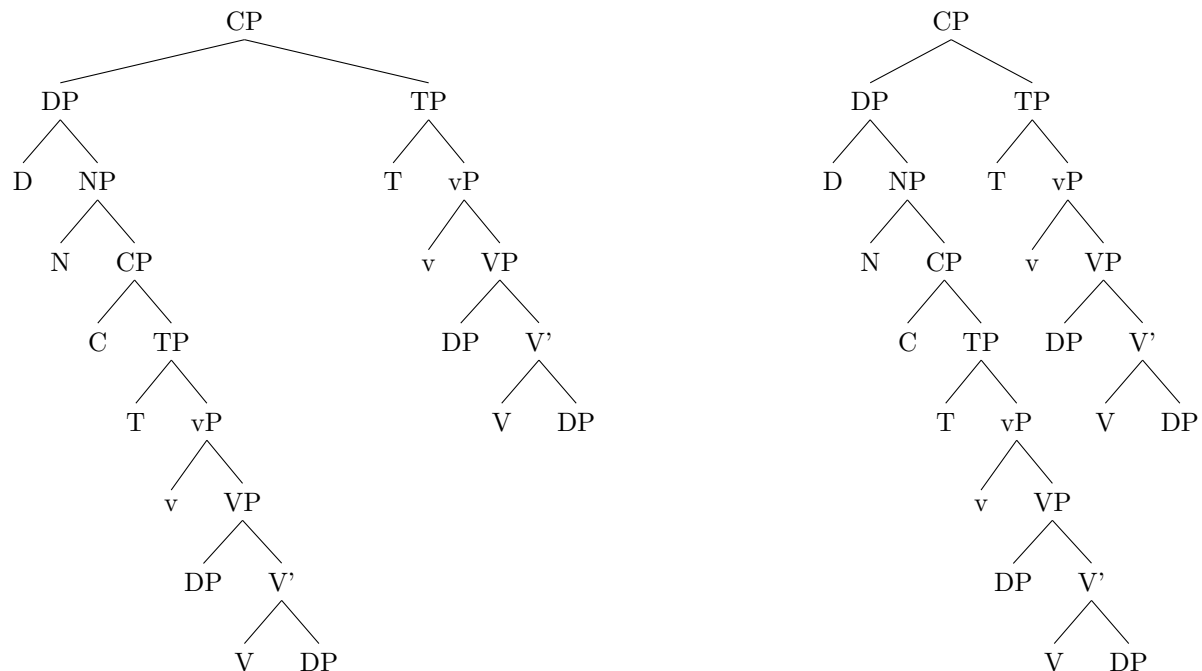 CP CP
DP TP DP TP
D NP T vP D NP T vP
N CP v VP N CP v VP
C TP DP V' C TP DP V'
T vP V DP T vP V DP
v VP v VP
DP V' DP V'
V DP V DP